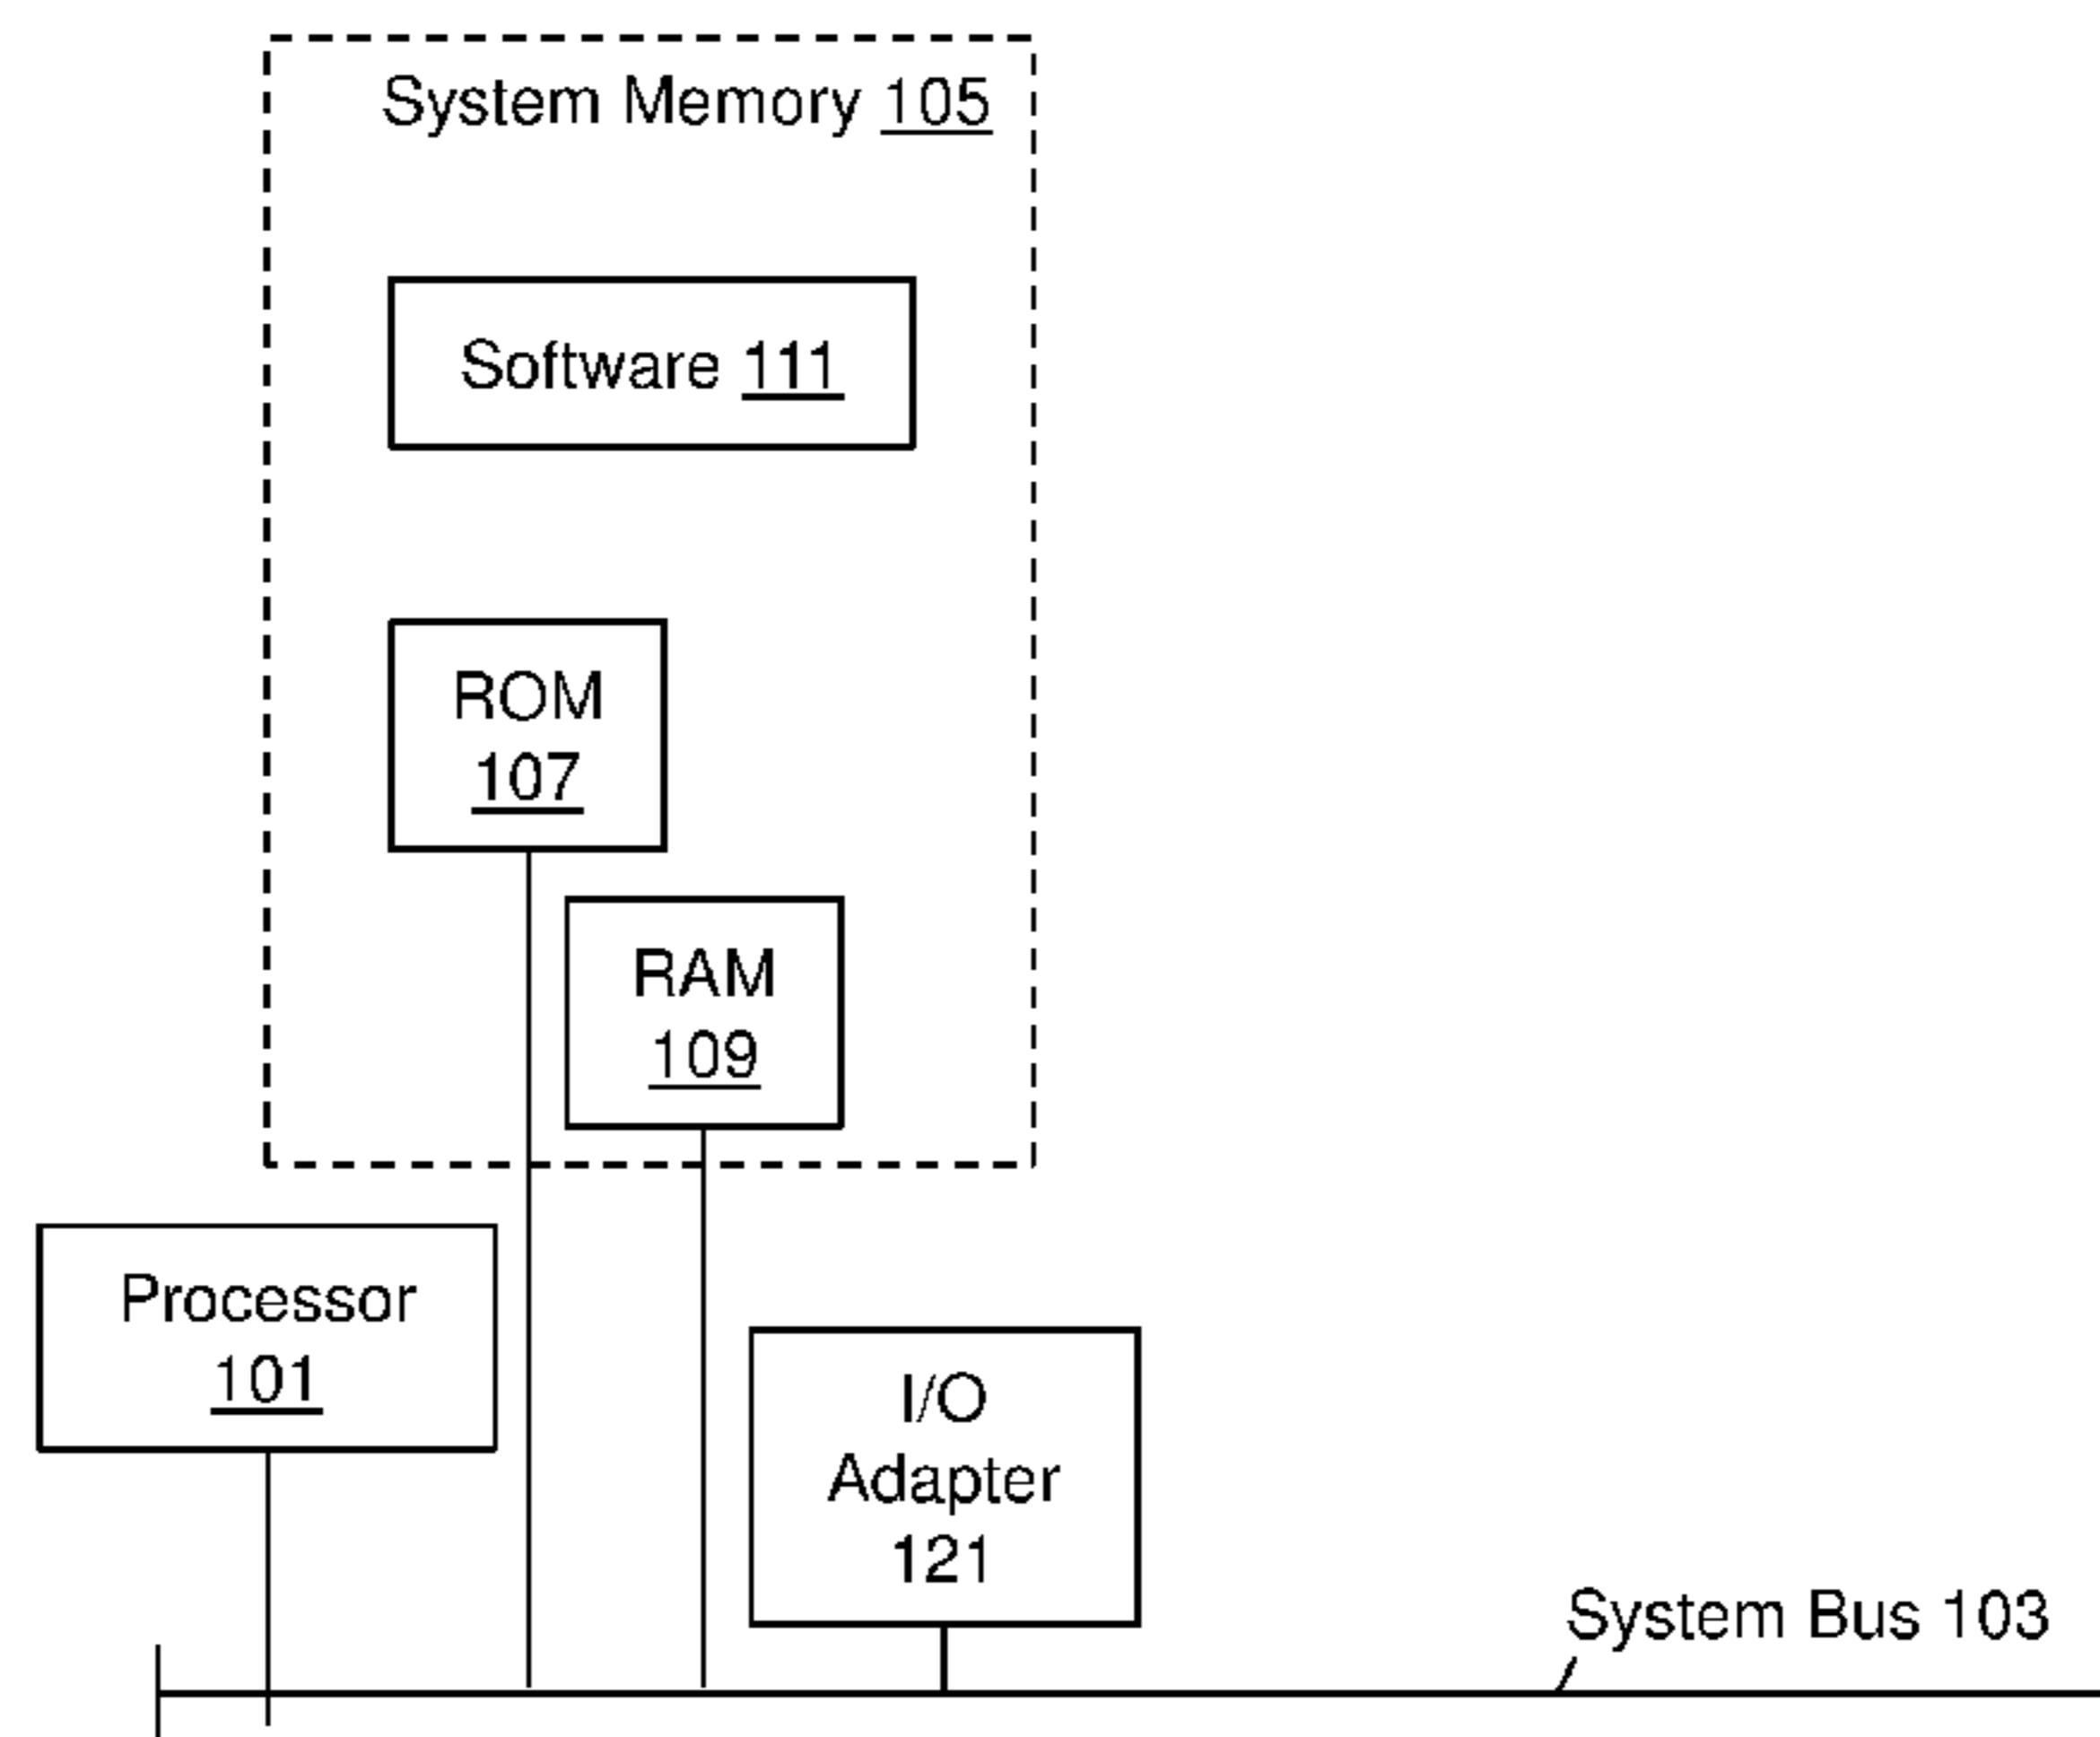 System Memory 105
Software 111
ROM
107
RAM
109
Processor
101
I/O
Adapter
121
System Bus 103